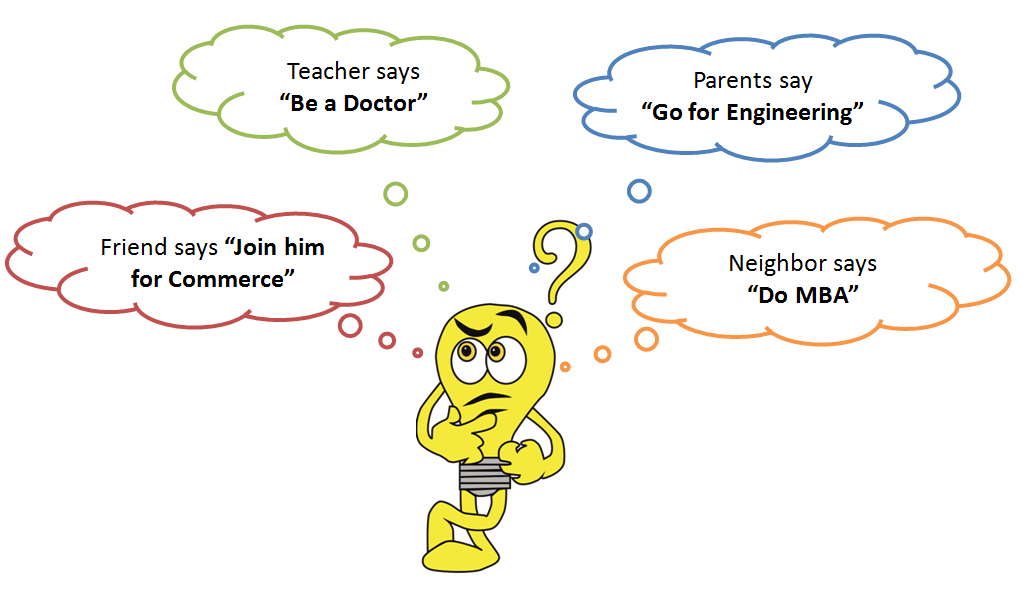 Teacher says
“Be a Doctor”
Parents say
“Go for Engineering”
Friend says “Join him
for Commerce”
Neighbor says
“Do MBA”
?